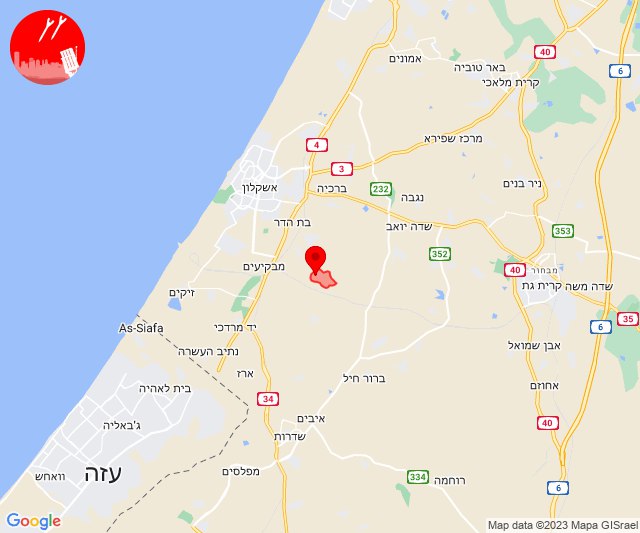 אמונים
40
באר טוביה
6
קרית מלאכי
4
מרכז שפירא
3
אשקלון
ברכיה
232
נגבה
ניר בנים
בת הדר
שדה יואב
353
352
מבקיעים
40
מבחור
קרית גת
שדה משה
זיקים
35
As-Siafa
יד מרדכי
6
נתיב העשרה
אבן שמואל
ארז
ברור חיל
אחוזם
בית לאהיה
34
ג'באליה
איבים
40
שדרות
עזה
וואחש
מפלסים
334
רוחמה
6
Google
Map data ©2023 Mapa GISrael